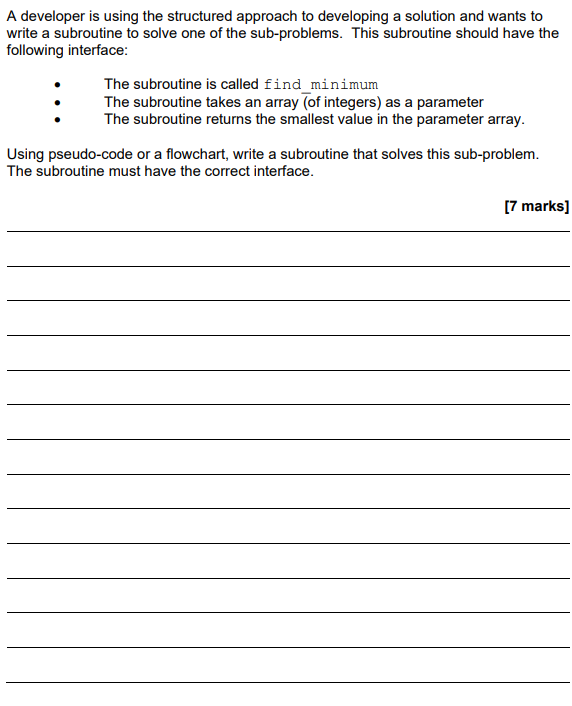 A developer is using the structured approach to developing a solution and wants to
write a subroutine to solve one of the sub-problems.  This subroutine should have the
following interface:
• The subroutine is called find_minimum
• The subroutine takes an array (of integers) as a parameter
• The subroutine returns the smallest value in the parameter array.
Using pseudo-code or a flowchart, write a subroutine that solves this sub-problem.
The subroutine must have the correct interface.
[7 marks]